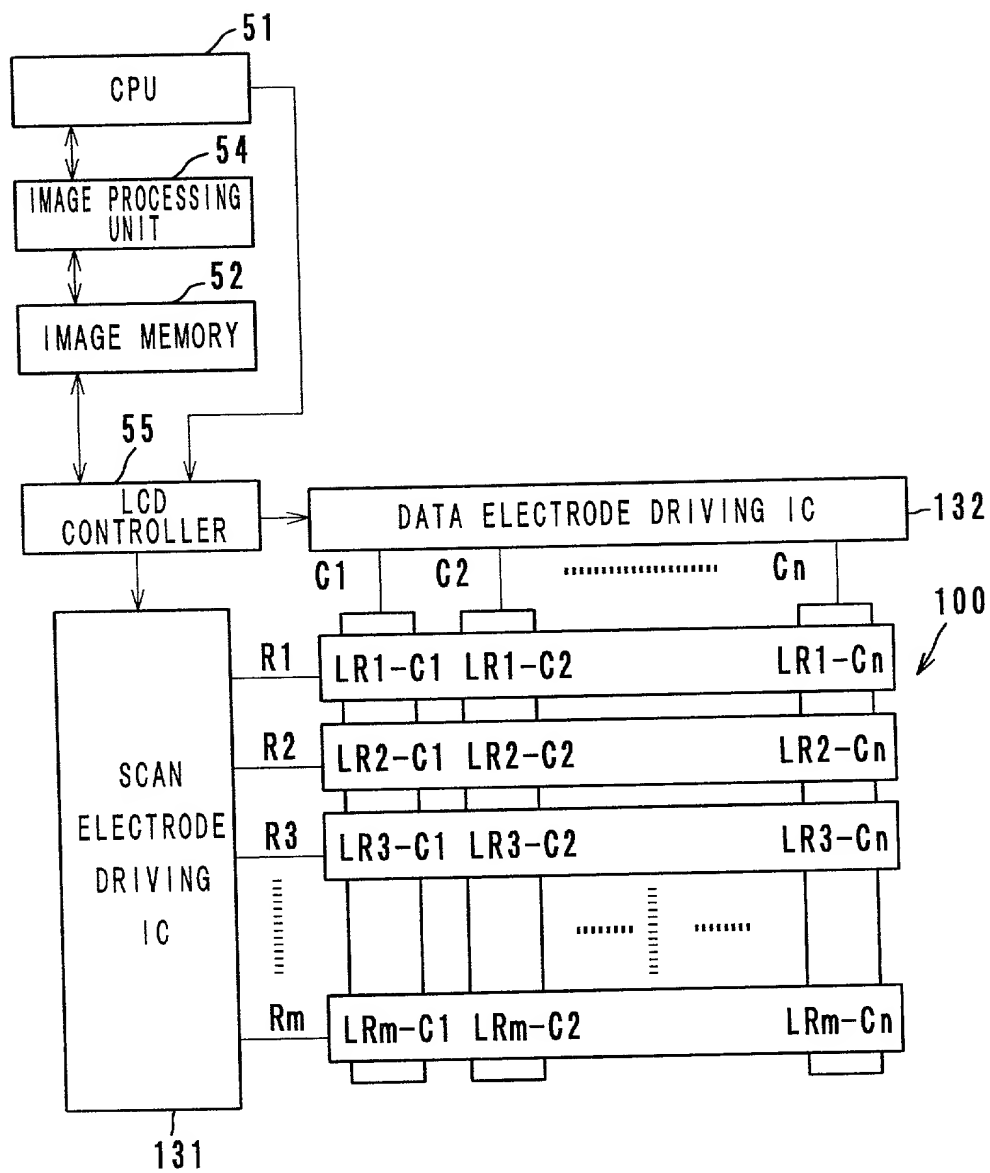 51
CPU
54
IMAGE PROCESSING
UNIT
52
IMAGE MEMORY
55
LCD
CONTROLLER
DATA ELECTRODE DRIVING IC
132
C1
C2
Cn
100
R1
LR1-C1
LR1-C2
LR1-Cn
R2
LR2-C1
LR2-C2
LR2-Cn
R3
LR3-C1
LR3-C2
LR3-Cn
SCAN
ELECTRODE
DRIVING
IC
Rm
LRm-C1
LRm-C2
LRm-Cn
131